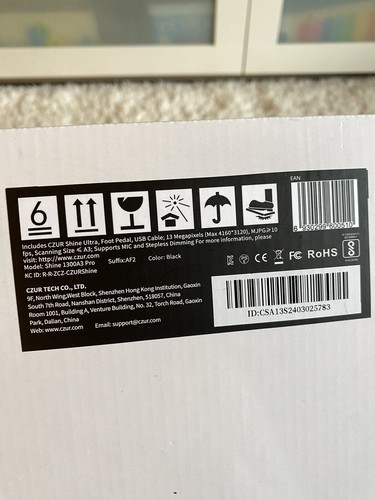 EAN
6
Includes CZUR Shine Ultra, Foot Pedal, USB Cable; 13 Megapixels (Max 4160*3120), MJPG≥10
fps, Scanning Size ≤ A3; Supports MIC and Stepless Dimming For more information, please
visit: http://www.czur.com
Model: Shine 1300A3 Pro Suffix:AF2 Color: Black
KC ID: R-R-ZCZ-CZURShine
CE FC RoHS
CZUR TECH CO., LTD.
9F, North Wing,West Block, Shenzhen Hong Kong Institution, Gaoxin
South 7th Road, Nanshan District, Shenzhen, 518057, China
Room 1001, Building A, Venture Building, No. 32, Torch Road, Gaoxin
Park, Dalian, China
Web: www.czur.com Email: support@czur.com
ID:CSA13S2403025783